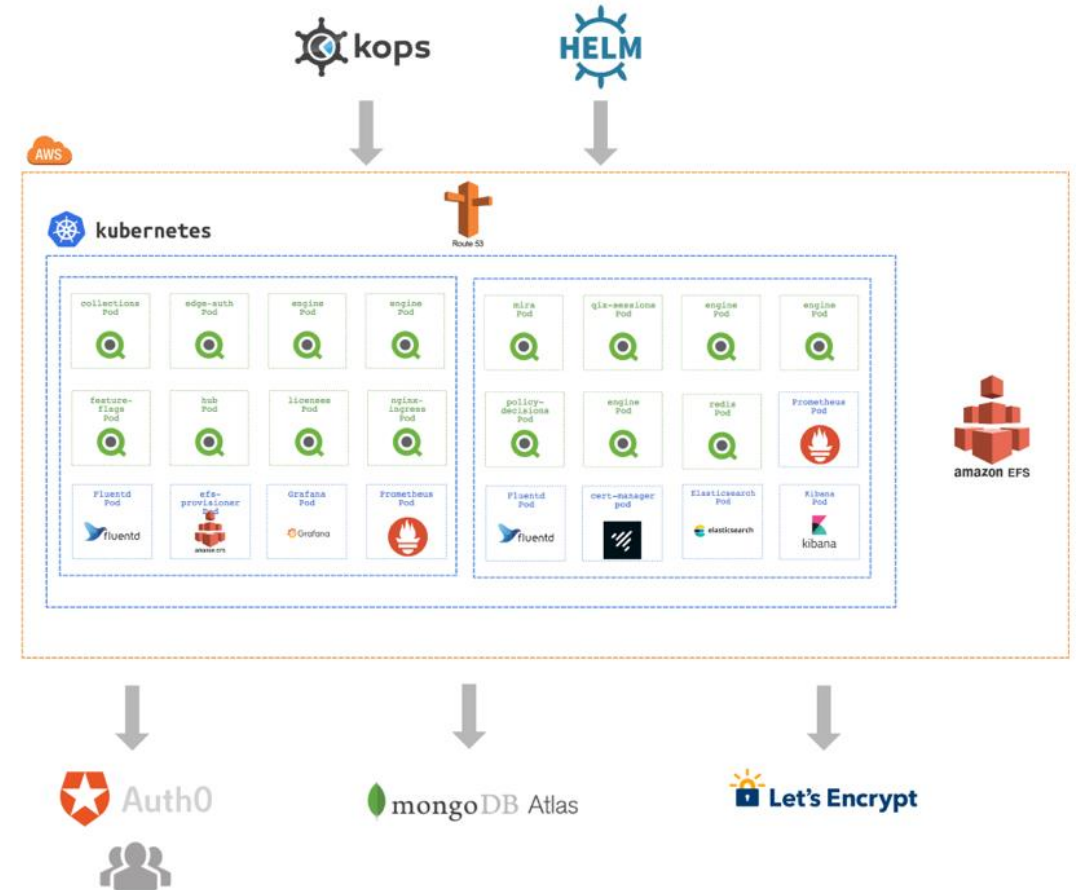 kops
HELM
AWS
Route 53
kubernetes
collections
Pod
edge-auth
Pod
engine
Pod
engine
Pod
mira
Pod
qix-sessions
Pod
engine
Pod
engine
Pod
feature-
flags
Pod
hub
Pod
licenses
Pod
nginx-
ingress
Pod
policy-
decisions
Pod
engine
Pod
redis
Pod
Prometheus
Pod
amazon EFS
Fluentd
Pod
fluentd
efs-
provisioner
Pod
amazon EFS
Grafana
Pod
Grafana
Prometheus
Pod
Fluentd
Pod
fluentd
cert-manager
pod
Elasticsearch
Pod
elasticsearch
Kibana
Pod
kibana
Auth0
mongoDB Atlas
Let's Encrypt